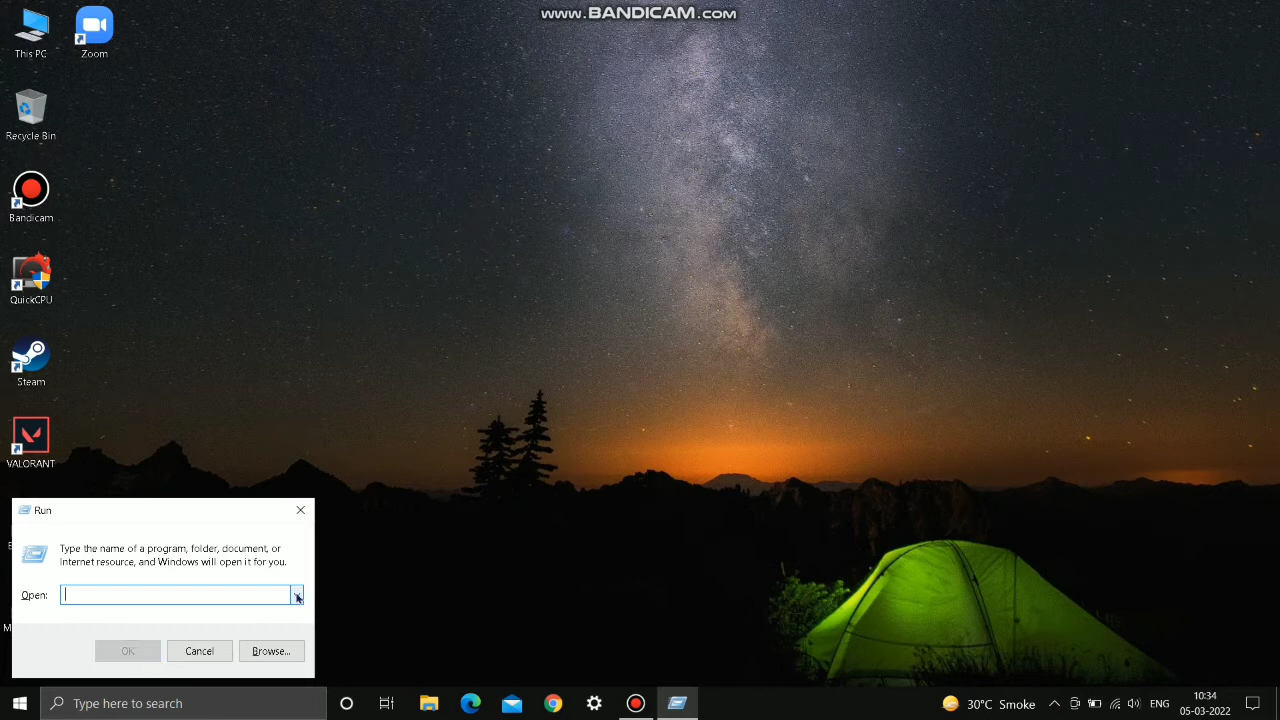 www.BANDICAM.com
This PC
Zoom
Recycle Bin
Bandicam
QuickCPU
Steam
VALORANT
Run
Type the name of a program, folder, document, or
Internet resource, and Windows will open it for you.
Open:
OK
Cancel
Browse...
Type here to search
30°C Smoke
ENG
10:34
05-03-2022